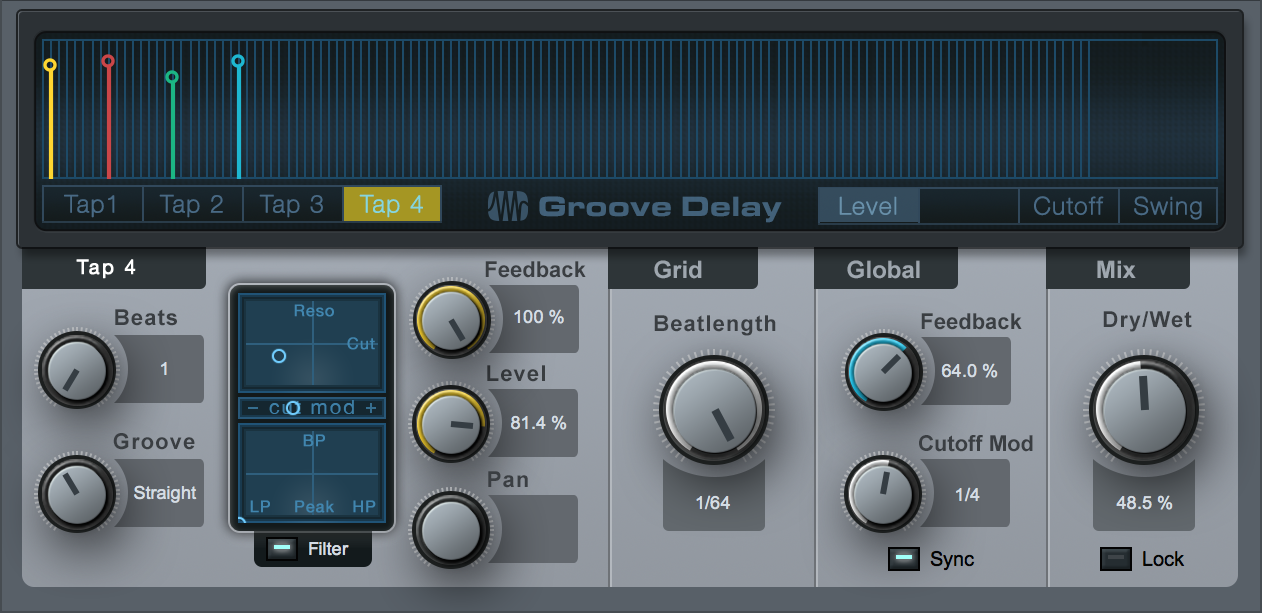 Tap1 Tap 2 Tap 3 Tap 4 Groove Delay Level Cutoff Swing
Tap 4
Beats
1
Groove
Straight
Reso
Cut
− cut mod +
BP
LP Peak HP
Filter
Feedback
100 %
Level
81.4 %
Pan
Grid
Beatlength
1/64
Global
Feedback
64.0 %
Cutoff Mod
1/4
Sync
Mix
Dry/Wet
48.5 %
Lock